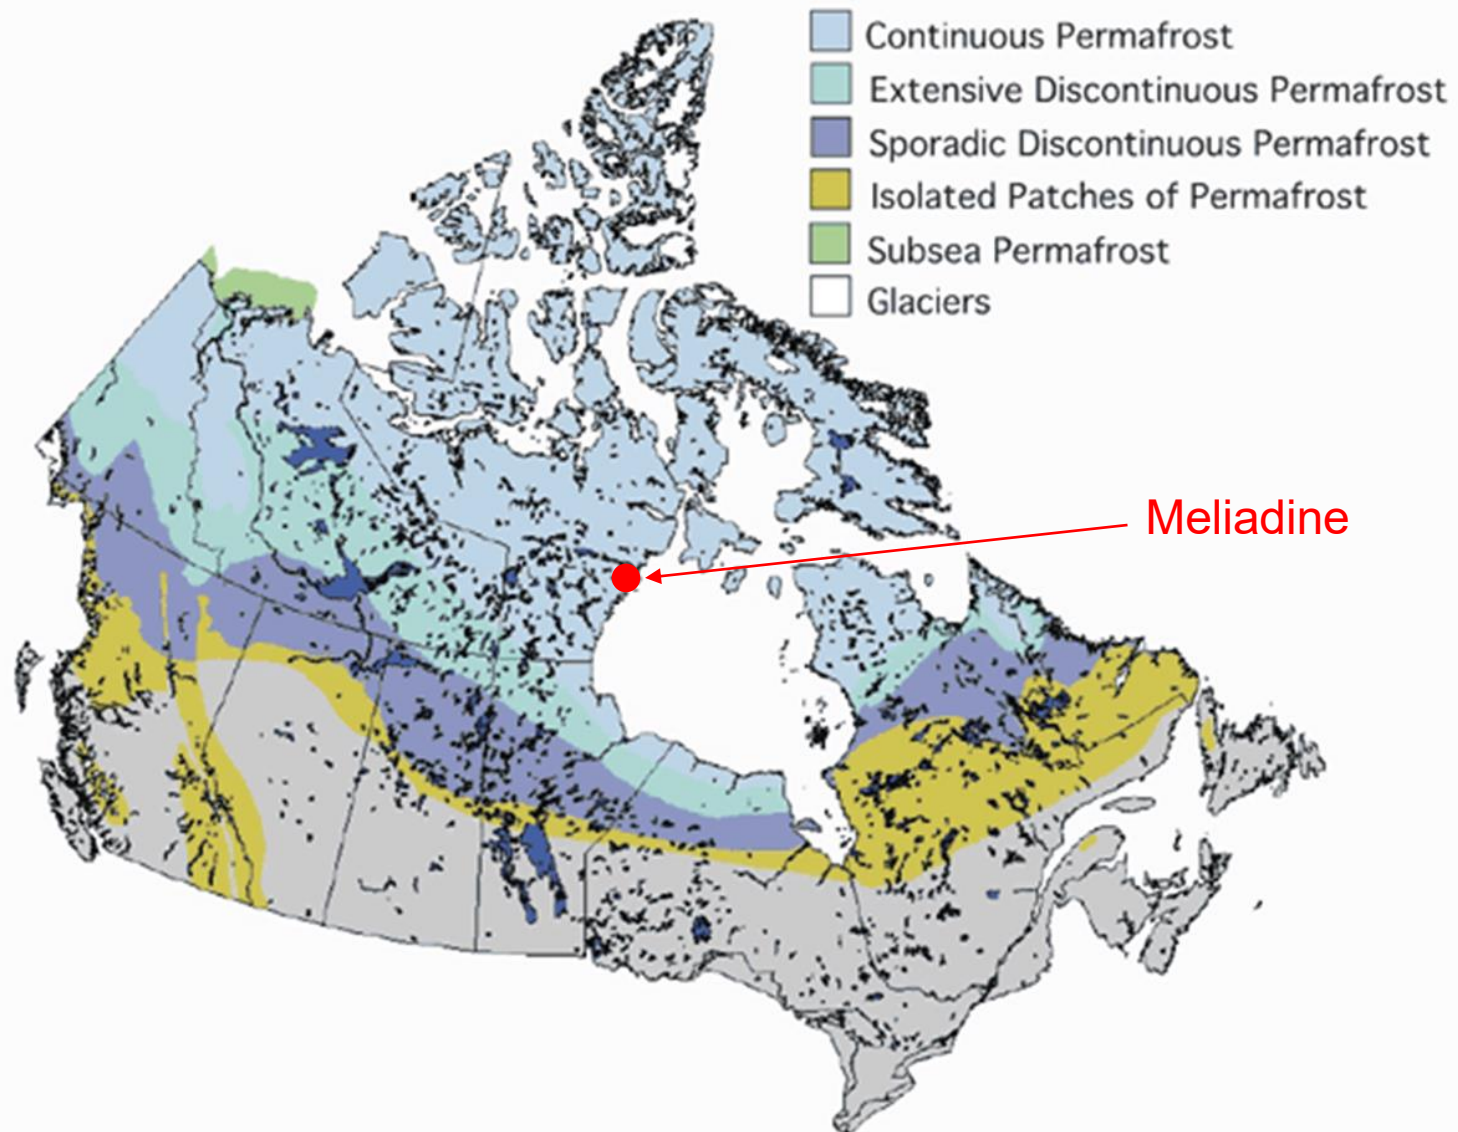 Continuous Permafrost
Extensive Discontinuous Permafrost
Sporadic Discontinuous Permafrost
Isolated Patches of Permafrost
Subsea Permafrost
Glaciers
Meliadine